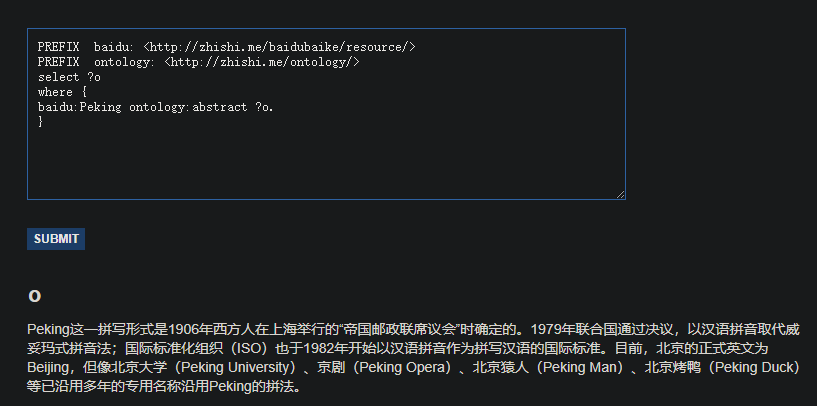 PREFIX  baidu: <http://zhishi.me/baidubaike/resource/>
PREFIX  ontology: <http://zhishi.me/ontology/>
select ?o
where {
baidu:Peking ontology:abstract ?o.
}
SUBMIT
O
Peking这一拼写形式是1906年西方人在上海举行的“帝国邮政联席议会”时确定的。1979年联合国通过决议，以汉语拼音取代威
妥玛式拼音法；国际标准化组织（ISO）也于1982年开始以汉语拼音作为拼写汉语的国际标准。目前，北京的正式英文为
Beijing，但像北京大学（Peking University）、京剧（Peking Opera）、北京猿人（Peking Man）、北京烤鸭（Peking Duck）
等已沿用多年的专用名称沿用Peking的拼法。